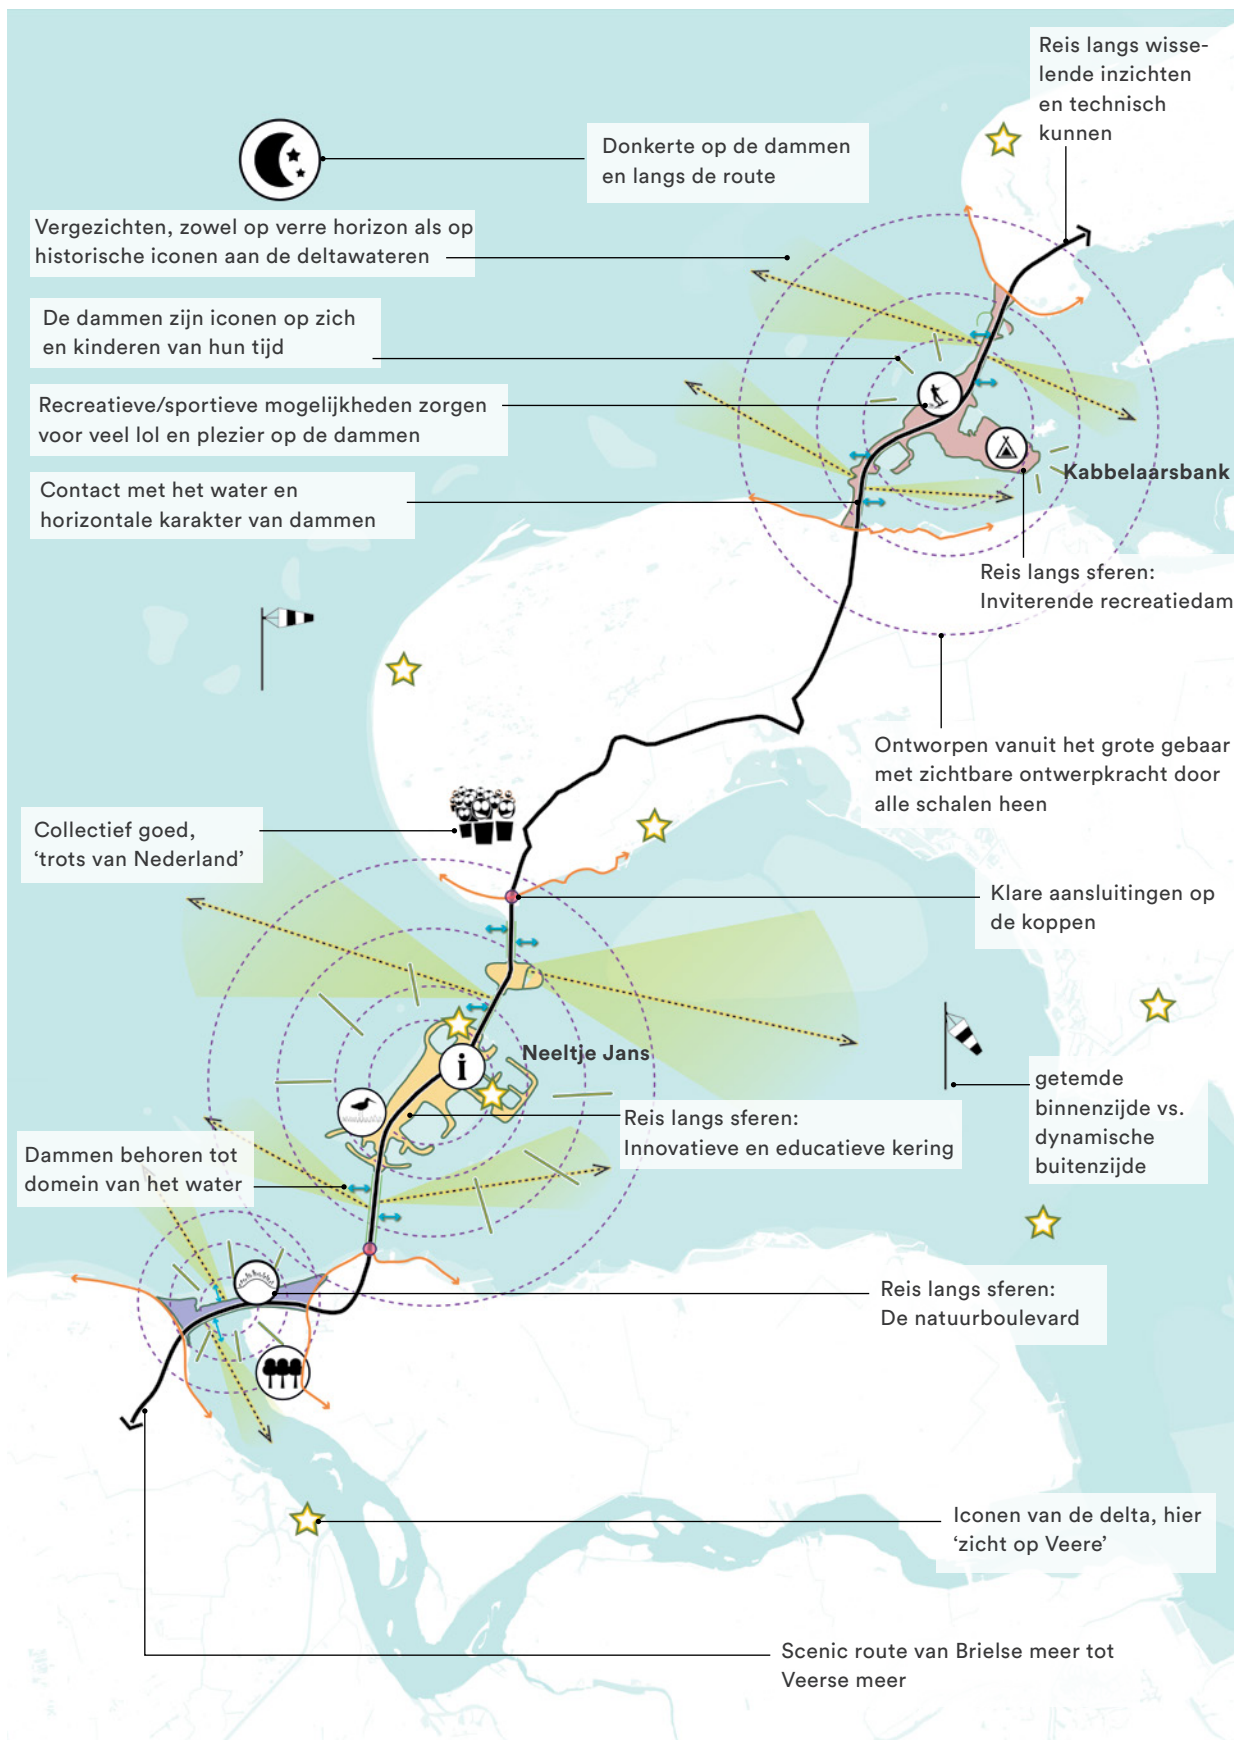 Reis langs wisse-
lende inzichten
en technisch
kunnen
Donkerte op de dammen
en langs de route
Vergezichten, zowel op verre horizon als op
historische iconen aan de deltawateren
De dammen zijn iconen op zich
en kinderen van hun tijd
Recreatieve/sportieve mogelijkheden zorgen
voor veel lol en plezier op de dammen
Kabbelaarsbank
Contact met het water en
horizontale karakter van dammen
Reis langs sferen:
Inviterende recreatiedam
Ontworpen vanuit het grote gebaar
met zichtbare ontwerpkracht door
alle schalen heen
Collectief goed,
‘trots van Nederland’
Klare aansluitingen op
de koppen
Neeltje Jans
i
getemde
binnenzijde vs.
dynamische
buitenzijde
Reis langs sferen:
Innovatieve en educatieve kering
Dammen behoren tot
domein van het water
Reis langs sferen:
De natuurboulevard
Iconen van de delta, hier
‘zicht op Veere’
Scenic route van Brielse meer tot
Veerse meer